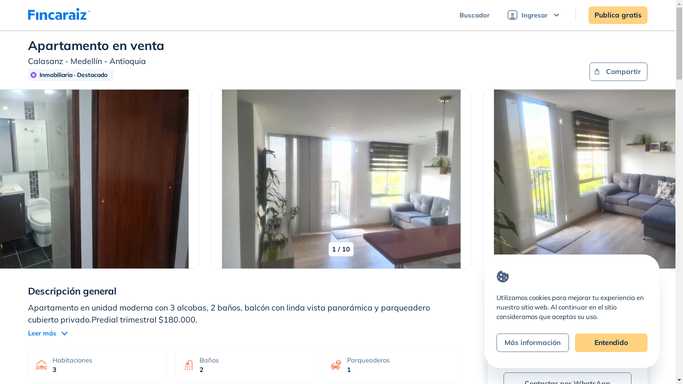 Fincaraiz
Buscador
Ingresar
Publica gratis
Apartamento en venta
Calasanz - Medellín - Antioquia
Inmobiliaria · Destacado
Compartir
1 / 10
Descripción general
Apartamento en unidad moderna con 3 alcobas, 2 baños, balcón con linda vista panorámica y parqueadero
cubierto privado.Predial trimestral $180.000.
Leer más
Habitaciones
3
Baños
2
Parqueaderos
1
Utilizamos cookies para mejorar tu experiencia en
nuestro sitio web. Al continuar en el sitio
consideramos que aceptas su uso.
Más información
Entendido
Contactar por WhatsApp